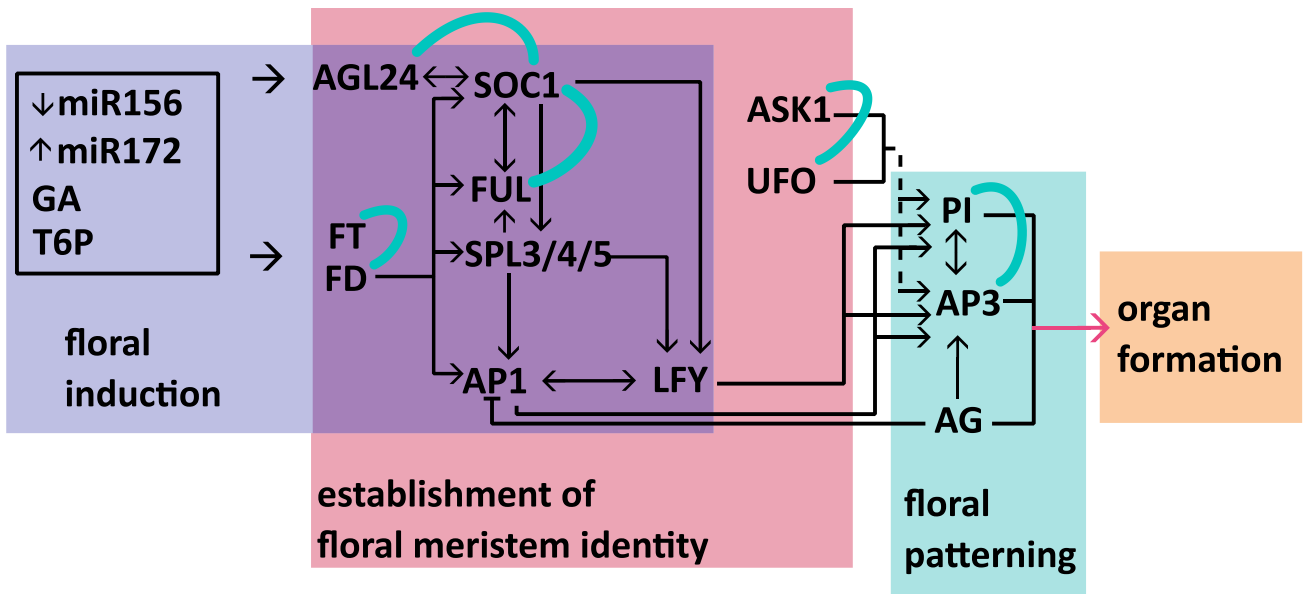 miR156
miR172
GA
T6P
floral
induction
AGL24
SOC1
FUL
FT
FD
SPL3/4/5
AP1
LFY
establishment of
floral meristem identity
ASK1
UFO
PI
AP3
AG
floral
patterning
organ
formation